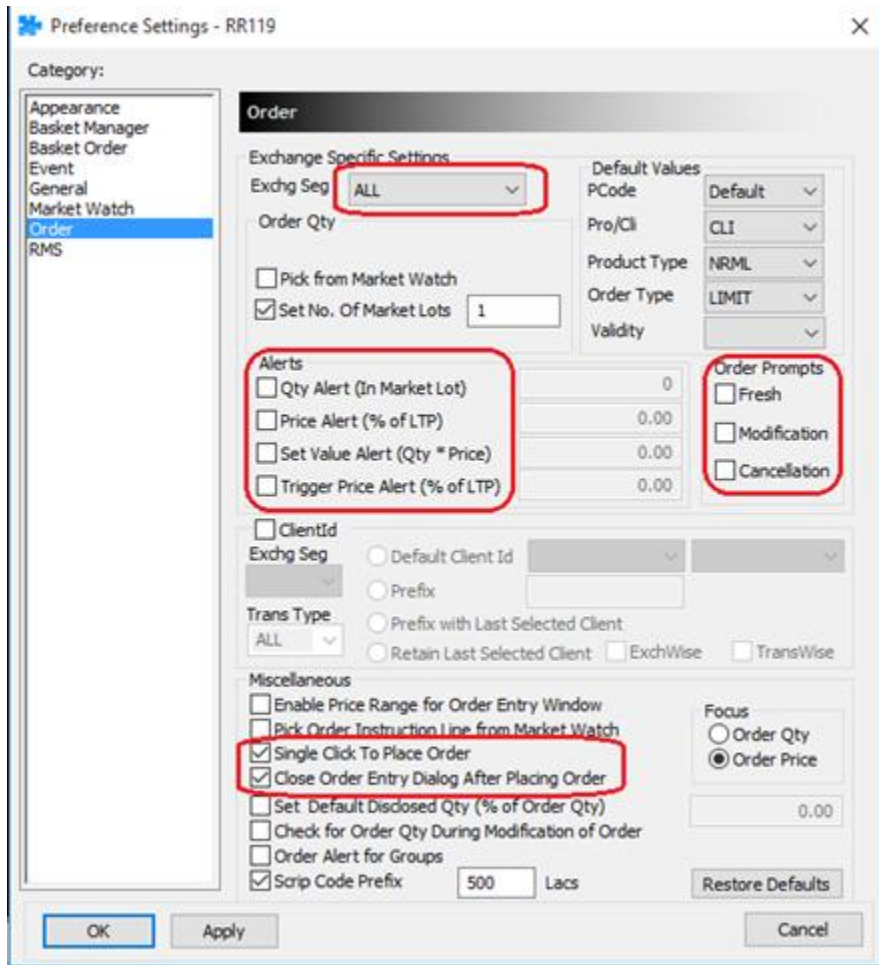 Preference Settings - RR119
Category:
Appearance
Basket Manager
Basket Order
Event
General
Market Watch
Order
RMS
Order
Exchange Specific Settings
Exchg Seg ALL
Order Qty
Pick from Market Watch
Set No. Of Market Lots 1
Default Values
PCode Default
Pro/Cli CLI
Product Type NRML
Order Type LIMIT
Validity
Alerts
Qty Alert (In Market Lot) 0
Price Alert (% of LTP) 0.00
Set Value Alert (Qty * Price) 0.00
Trigger Price Alert (% of LTP) 0.00
Order Prompts
Fresh
Modification
Cancellation
ClientId
Exchg Seg
Default Client Id
Prefix
Trans Type
ALL
Prefix with Last Selected Client
Retain Last Selected Client ExchWise TransWise
Miscellaneous
Enable Price Range for Order Entry Window
Pick Order Instruction Line from Market Watch
Single Click To Place Order
Close Order Entry Dialog After Placing Order
Set Default Disclosed Qty (% of Order Qty) 0.00
Check for Order Qty During Modification of Order
Order Alert for Groups
Scrip Code Prefix 500 Lacs
Focus
Order Qty
Order Price
Restore Defaults
OK Apply Cancel